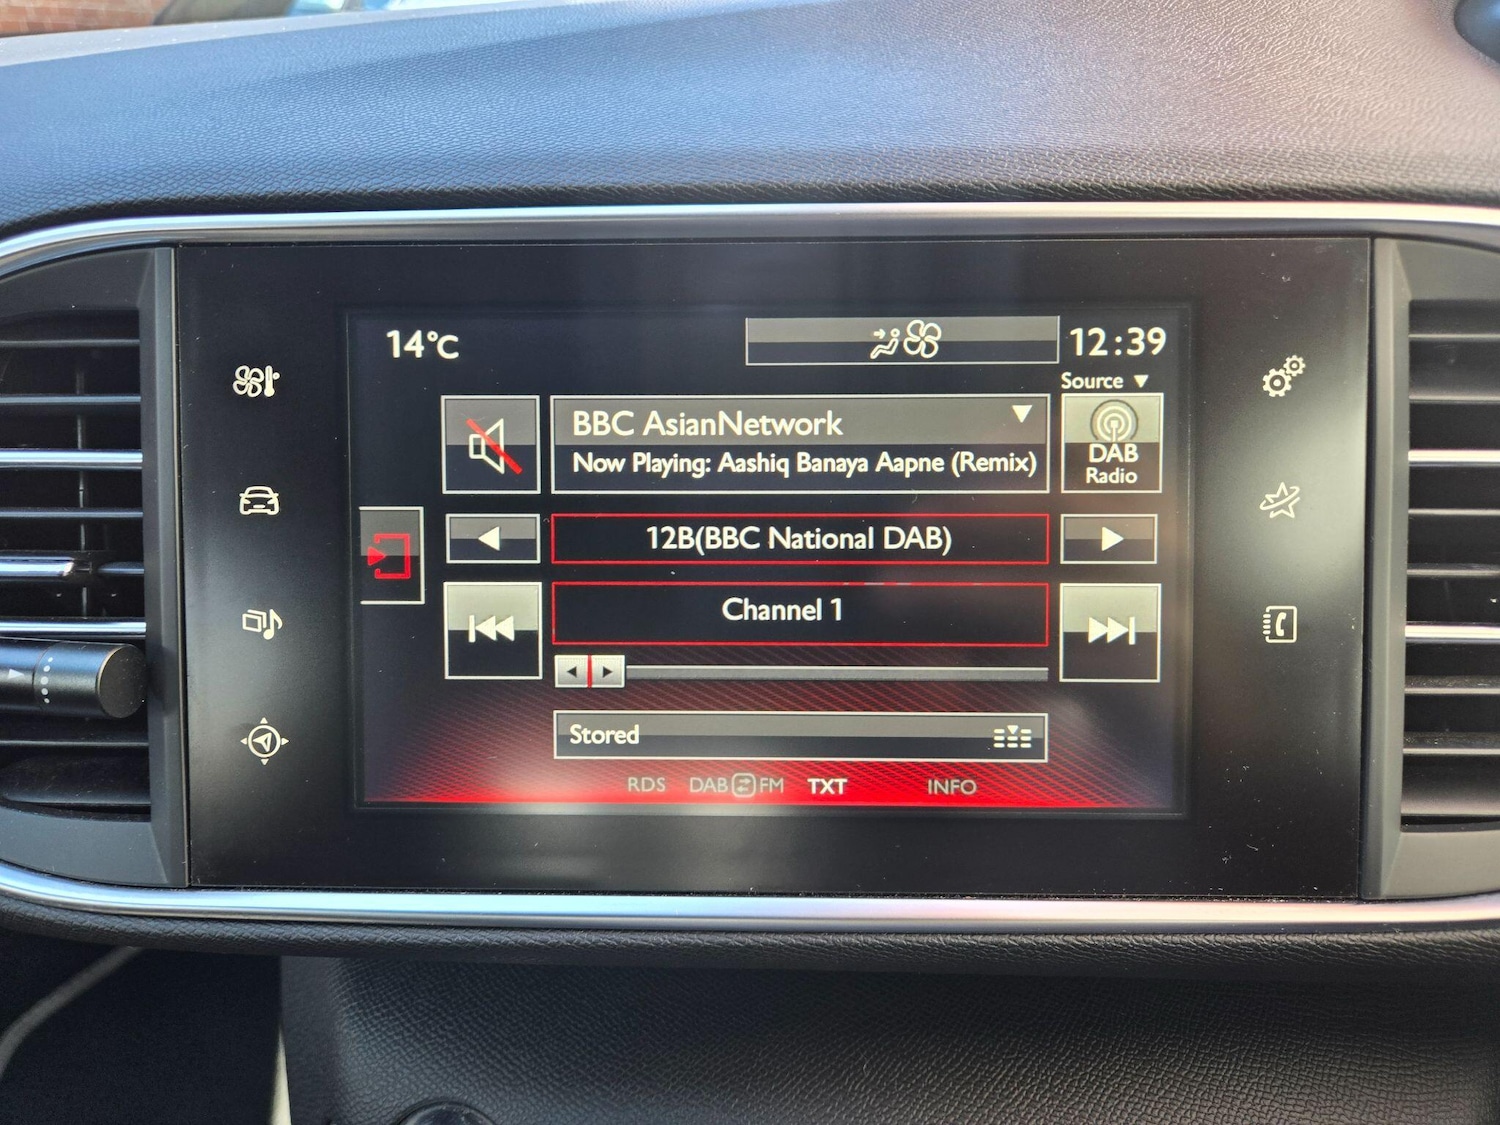 14°C
12:39
Source
BBC AsianNetwork
Now Playing: Aashiq Banaya Aapne (Remix)
DAB
Radio
12B(BBC National DAB)
Channel 1
Stored
RDS DAB FM TXT INFO